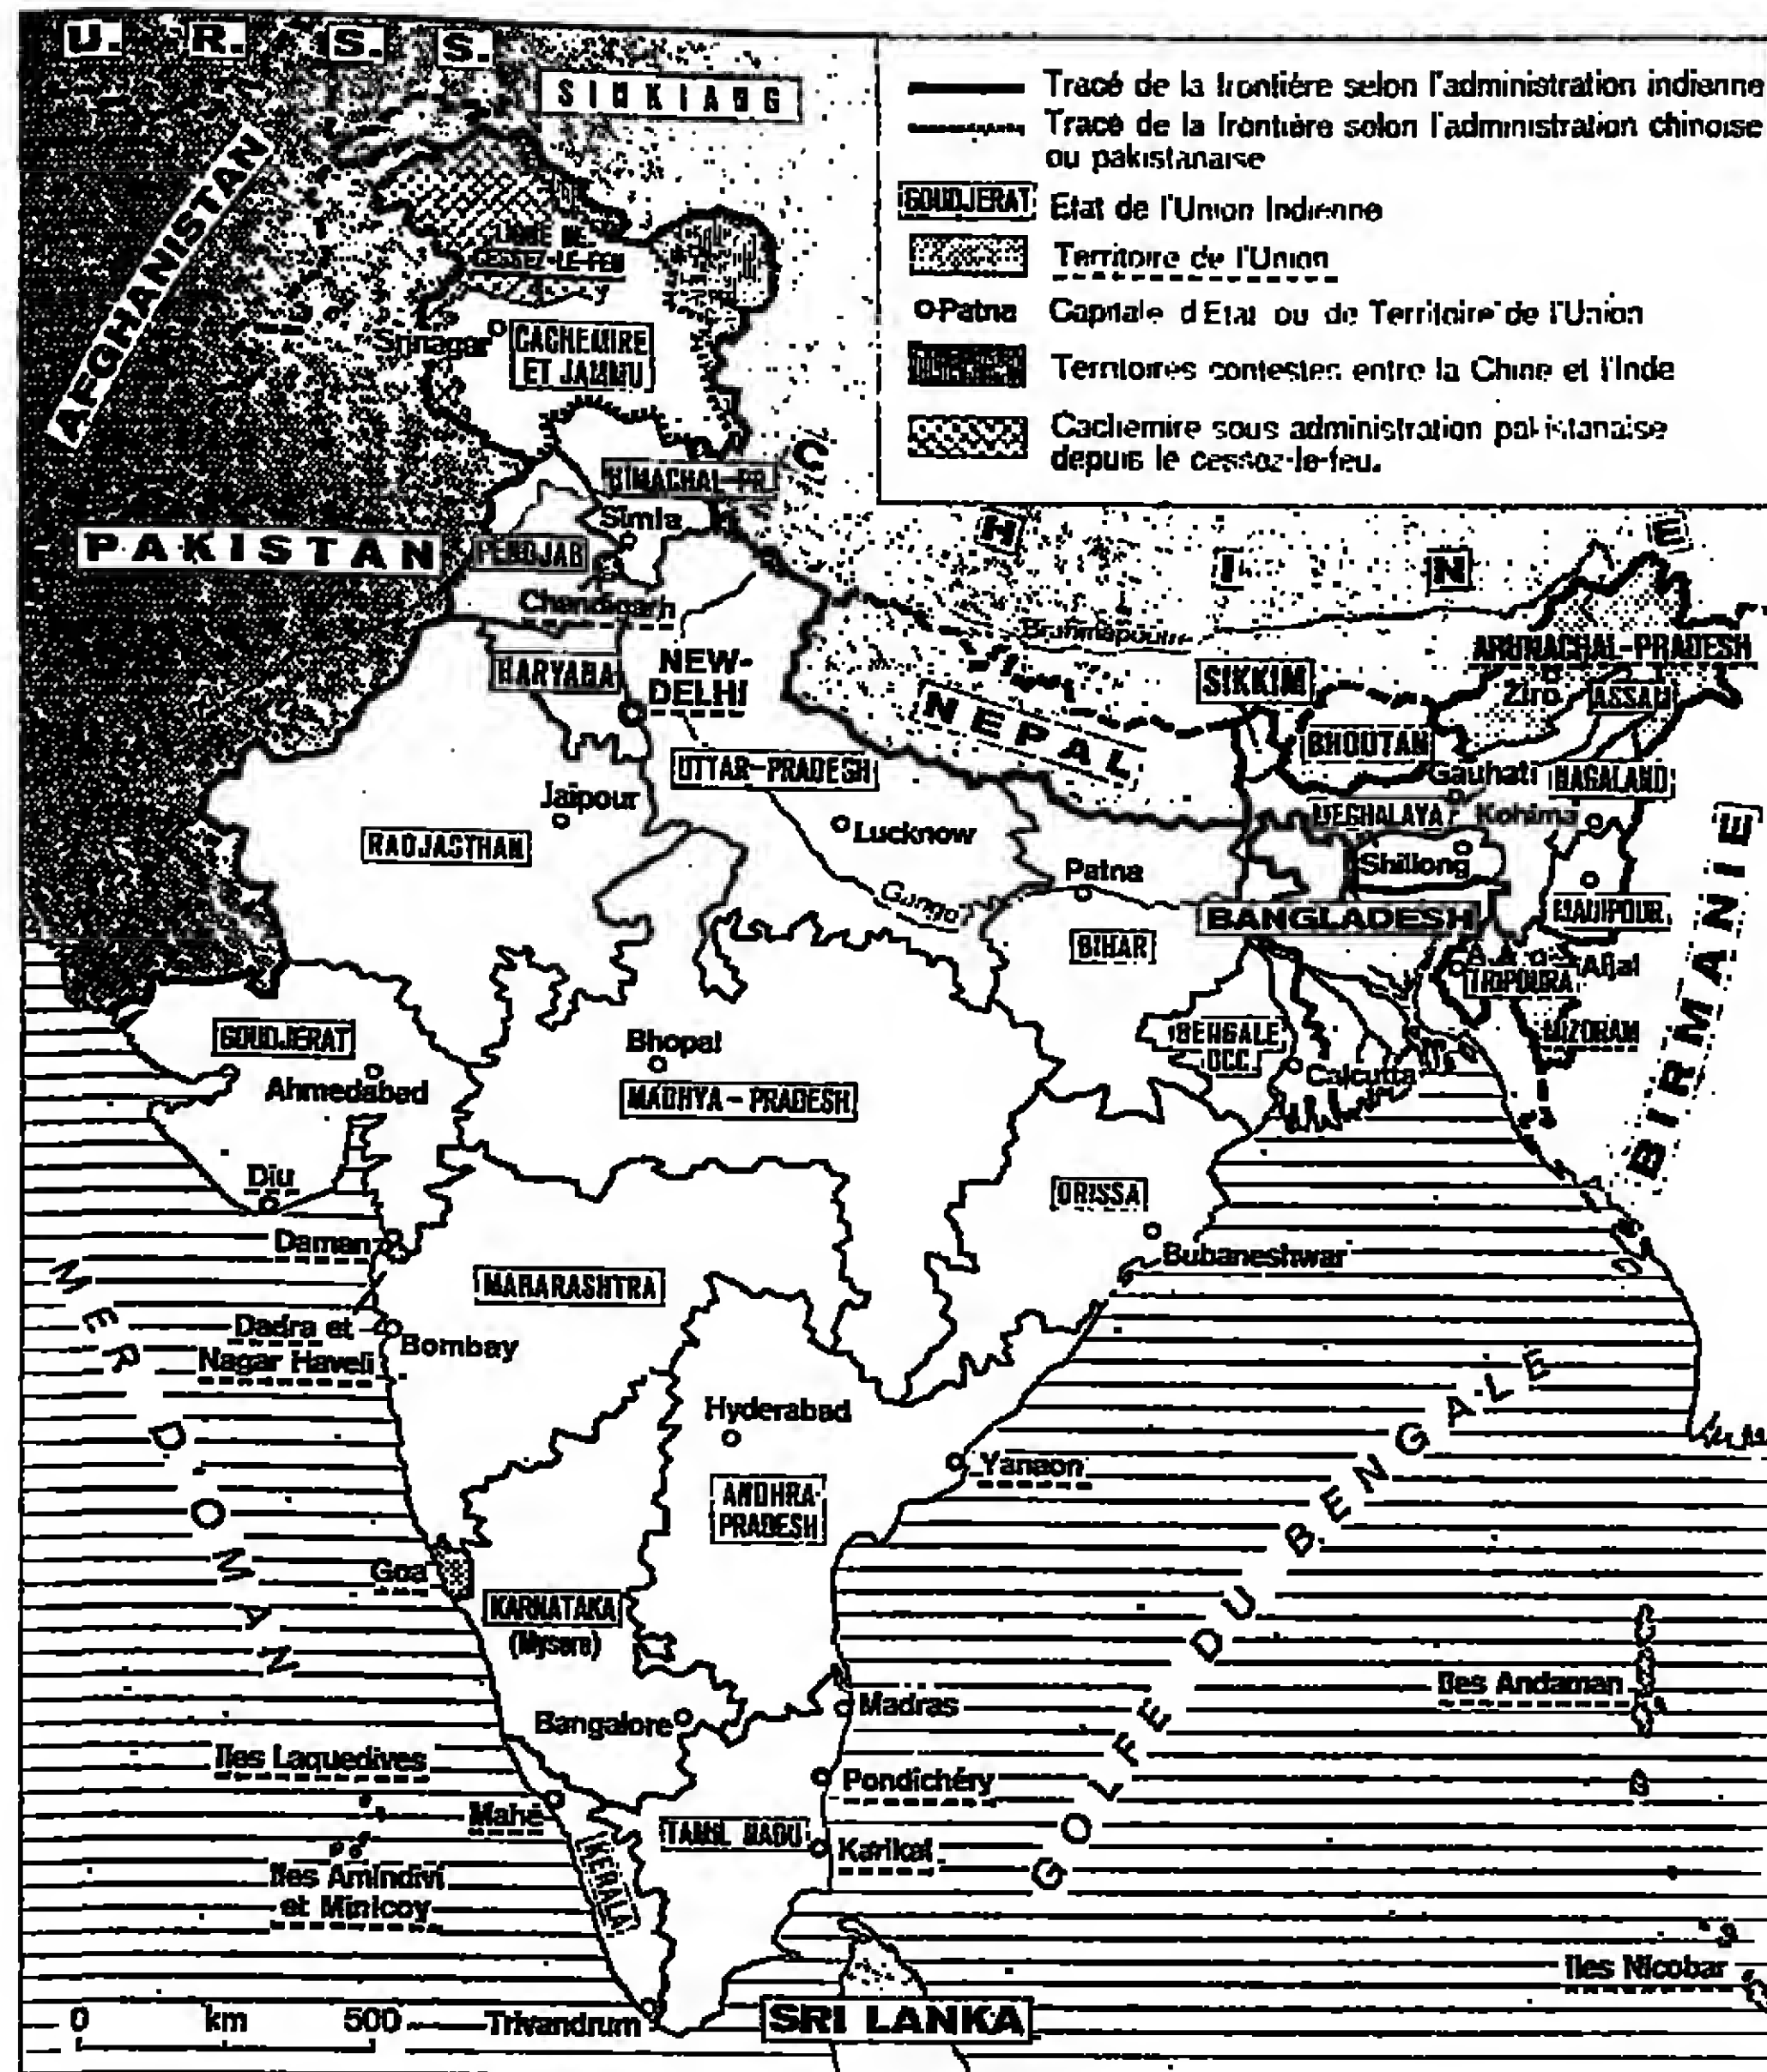 U. R. S. S.
SINKIANG
AFGHANISTAN
PAKISTAN
Tracé de la frontière selon l'administration indienne
Tracé de la frontière selon l'administration chinoise
ou pakistanaise
GOUDJERAT Etat de l'Union Indienne
Territoire de l'Union
Patna Capitale d'Etat ou de Territoire de l'Union
Territoires contestés entre la Chine et l'Inde
Cachemire sous administration pakistanaise
depuis le cessez-le-feu.
LIGNE DE
CESSEZ-LE-FEU
Srinagar
CACHEMIRE
ET JAMMU
CHINE
HIMACHAL-PR.
Simla
PENDJAB
Chandigarh
HARYANA
NEW-
DELHI
Brahmapoutre
NEPAL
SIKKIM
BHOUTAN
ARUNACHAL-PRADESH
Ziro
ASSAM
Gauhati
NAGALAND
MEGHALAYA
Kohima
Shillong
UTTAR-PRADESH
Jaipour
Lucknow
RADJASTHAN
Gange
Patna
BIHAR
BANGLADESH
MANIPOUR
TRIPOURA
Aijal
MIZORAM
BIRMANIE
BENGALE
OCC.
Calcutta
GOUDJERAT
Ahmedabad
Bhopal
MADHYA-PRADESH
Diu
Daman
ORISSA
Bubaneshwar
MAHARASHTRA
Dadra et
Nagar Haveli
Bombay
MER D'OMAN
Hyderabad
Yanaon
ANDHRA-
PRADESH
GOLFE DU BENGALE
Goa
KARNATAKA
(Mysore)
Bangalore
Madras
Iles Andaman
Iles Laquedives
Mahé
Pondichéry
TAMIL NADU
Karikal
KERALA
Iles Amindivi
et Minicoy
Iles Nicobar
0 km 500
Trivandrum
SRI LANKA